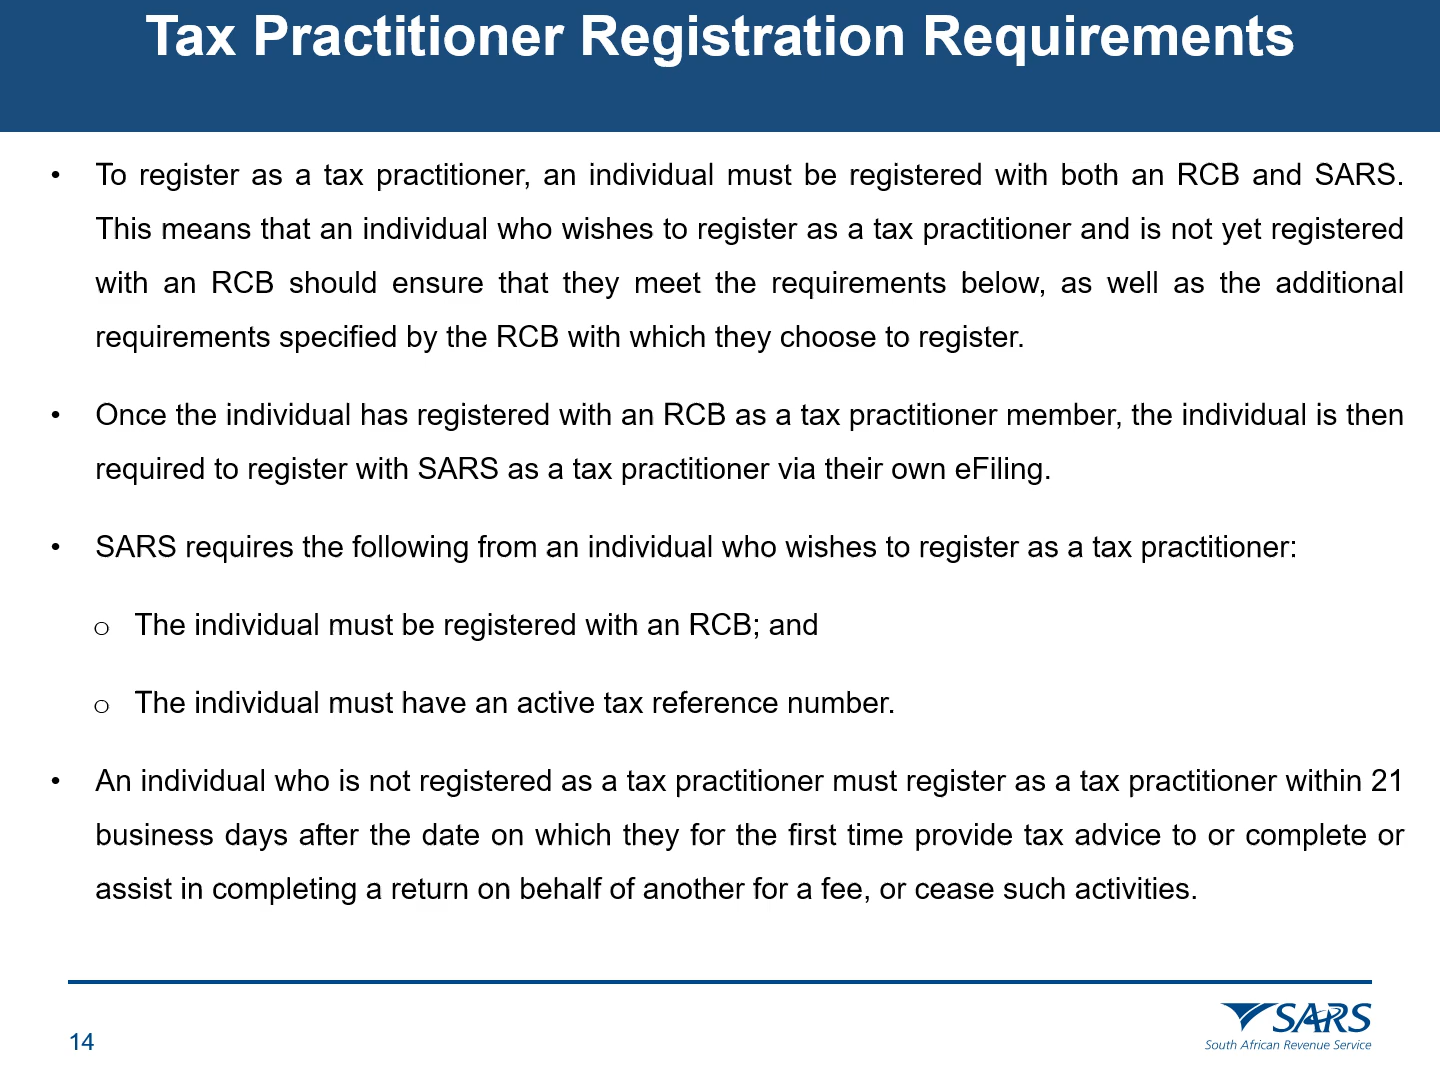 Tax Practitioner Registration Requirements
• To register as a tax practitioner, an individual must be registered with both an RCB and SARS.
This means that an individual who wishes to register as a tax practitioner and is not yet registered
with an RCB should ensure that they meet the requirements below, as well as the additional
requirements specified by the RCB with which they choose to register.
• Once the individual has registered with an RCB as a tax practitioner member, the individual is then
required to register with SARS as a tax practitioner via their own eFiling.
• SARS requires the following from an individual who wishes to register as a tax practitioner:
o The individual must be registered with an RCB; and
o The individual must have an active tax reference number.
• An individual who is not registered as a tax practitioner must register as a tax practitioner within 21
business days after the date on which they for the first time provide tax advice to or complete or
assist in completing a return on behalf of another for a fee, or cease such activities.
14
SARS
South African Revenue Service